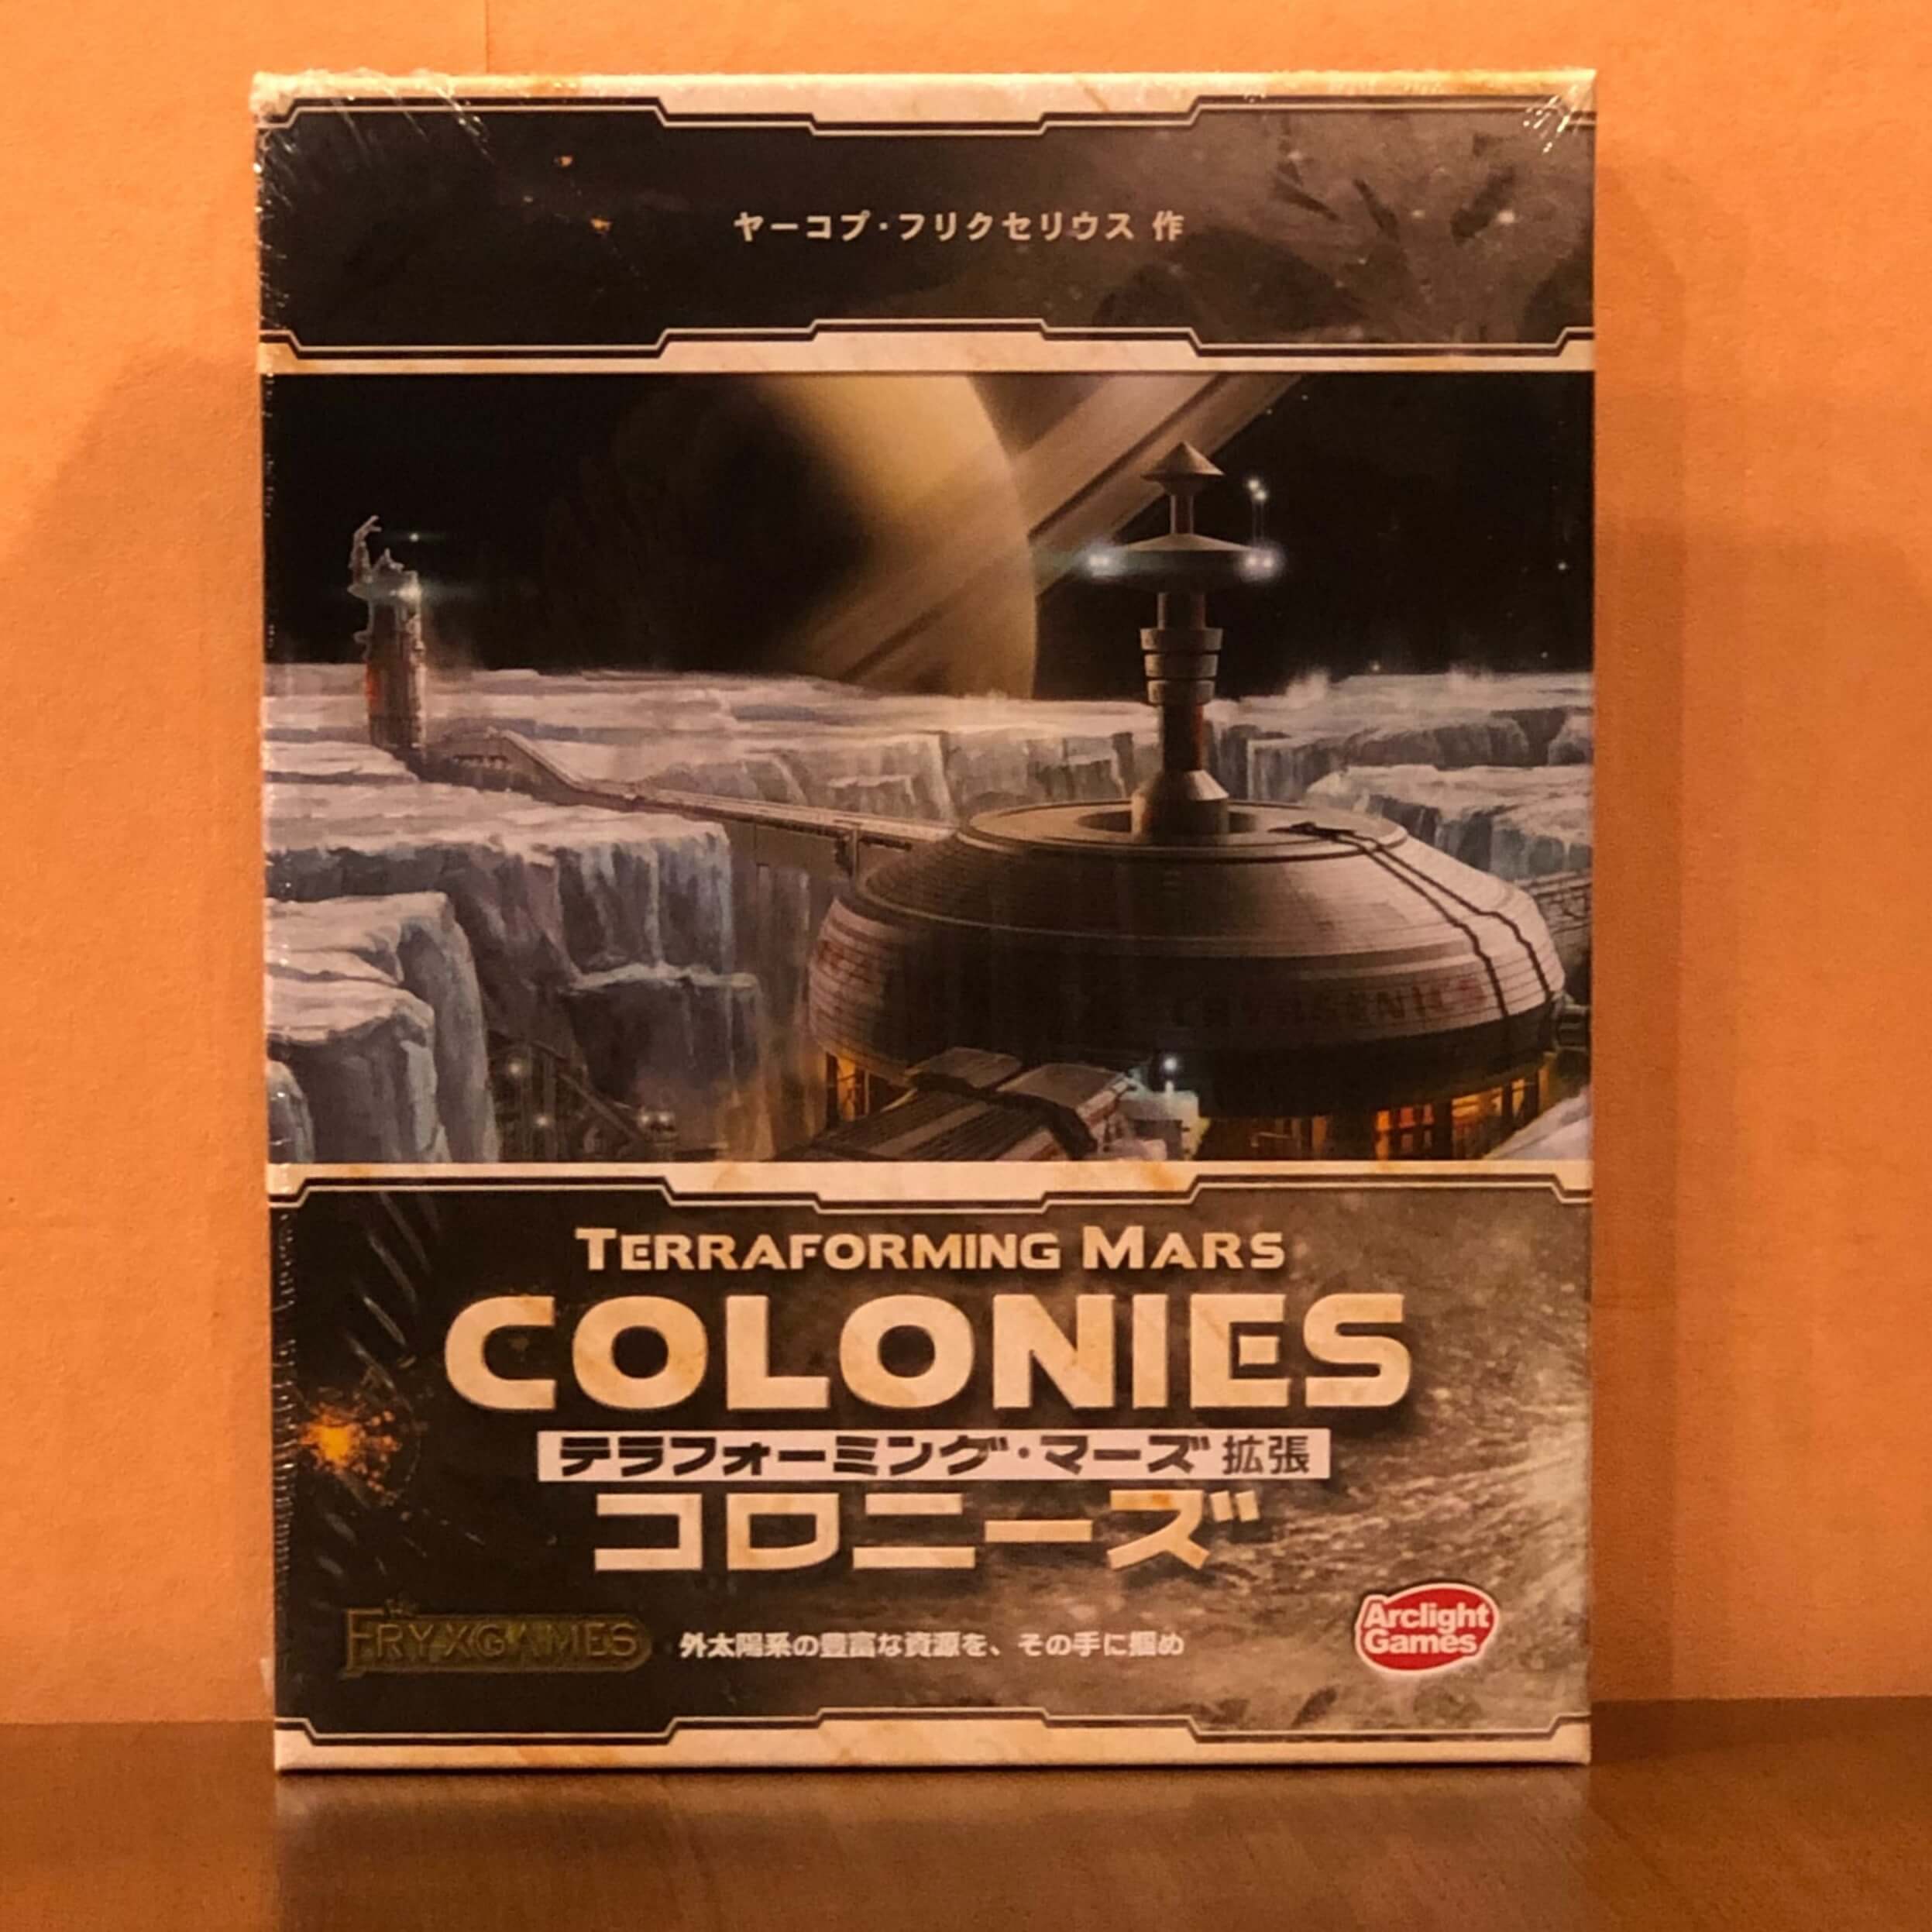 ヤーコプ・フリクセリウス 作
TERRAFORMING MARS
COLONIES
テラフォーミング・マーズ 拡張
コロニーズ
FRYXGAMES
外太陽系の豊富な資源を、その手に掴め
Arclight
Games